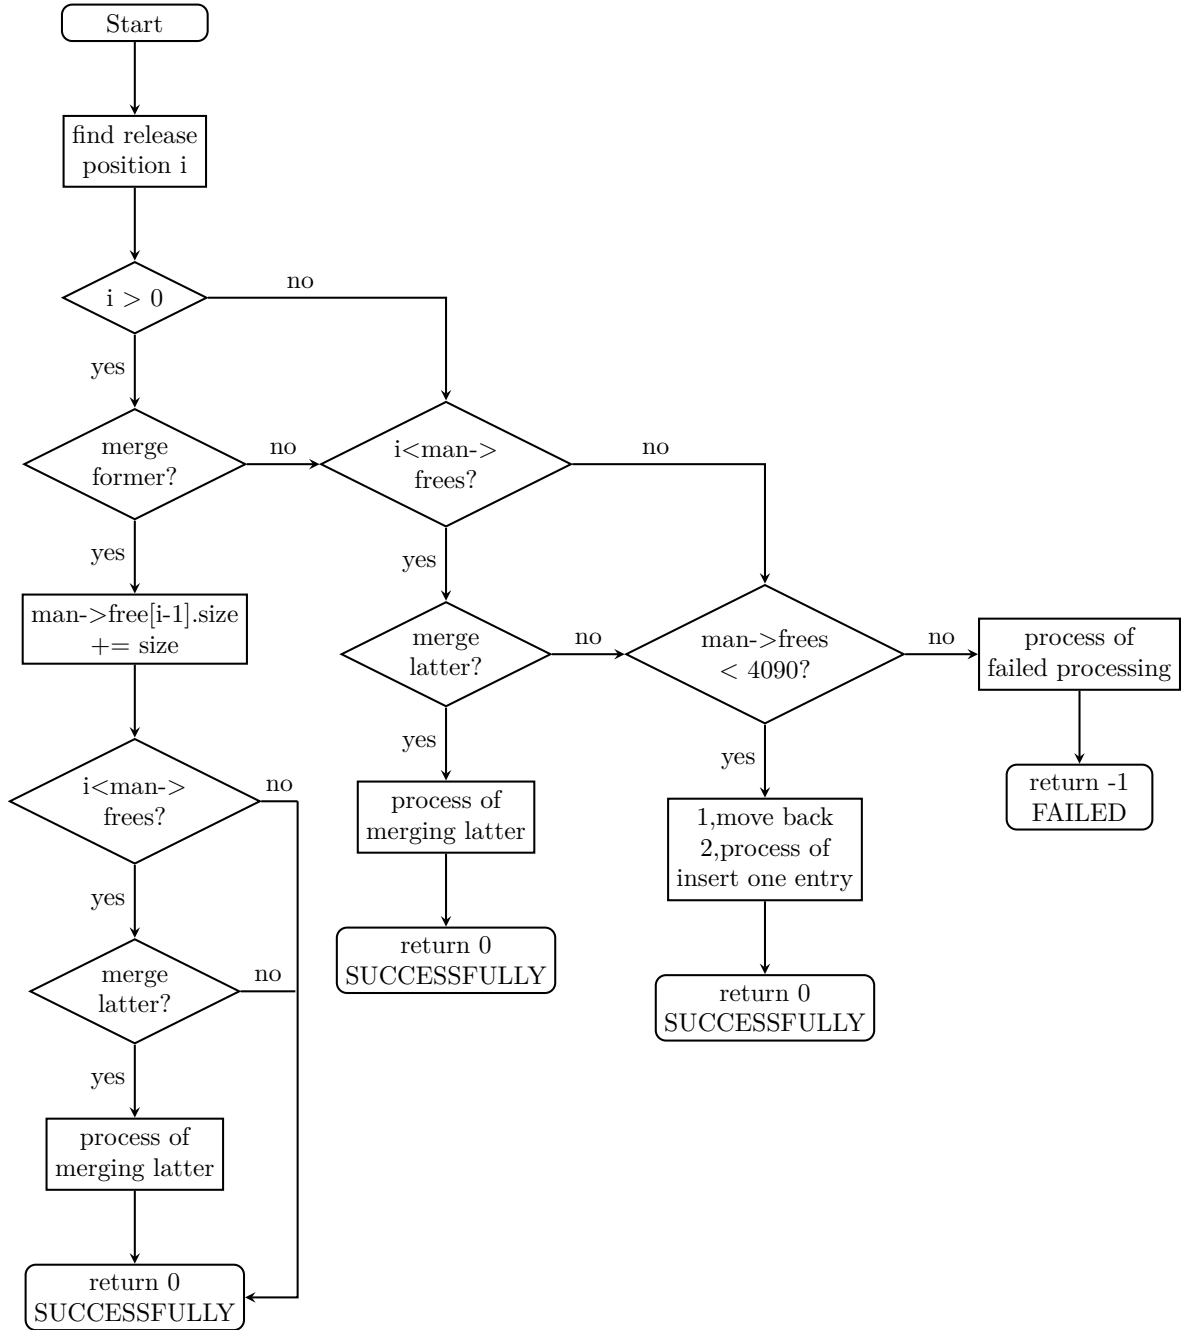 Start
find release
position i
i > 0
no
yes
merge
former?
no
i<man->
frees?
no
yes
yes
man->free[i-1].size
+= size
merge
latter?
no
man->frees
< 4090?
no
process of
failed processing
yes
yes
i<man->
frees?
no
process of
merging latter
1,move back
2,process of
insert one entry
return -1
FAILED
yes
return 0
SUCCESSFULLY
merge
latter?
no
return 0
SUCCESSFULLY
yes
process of
merging latter
return 0
SUCCESSFULLY